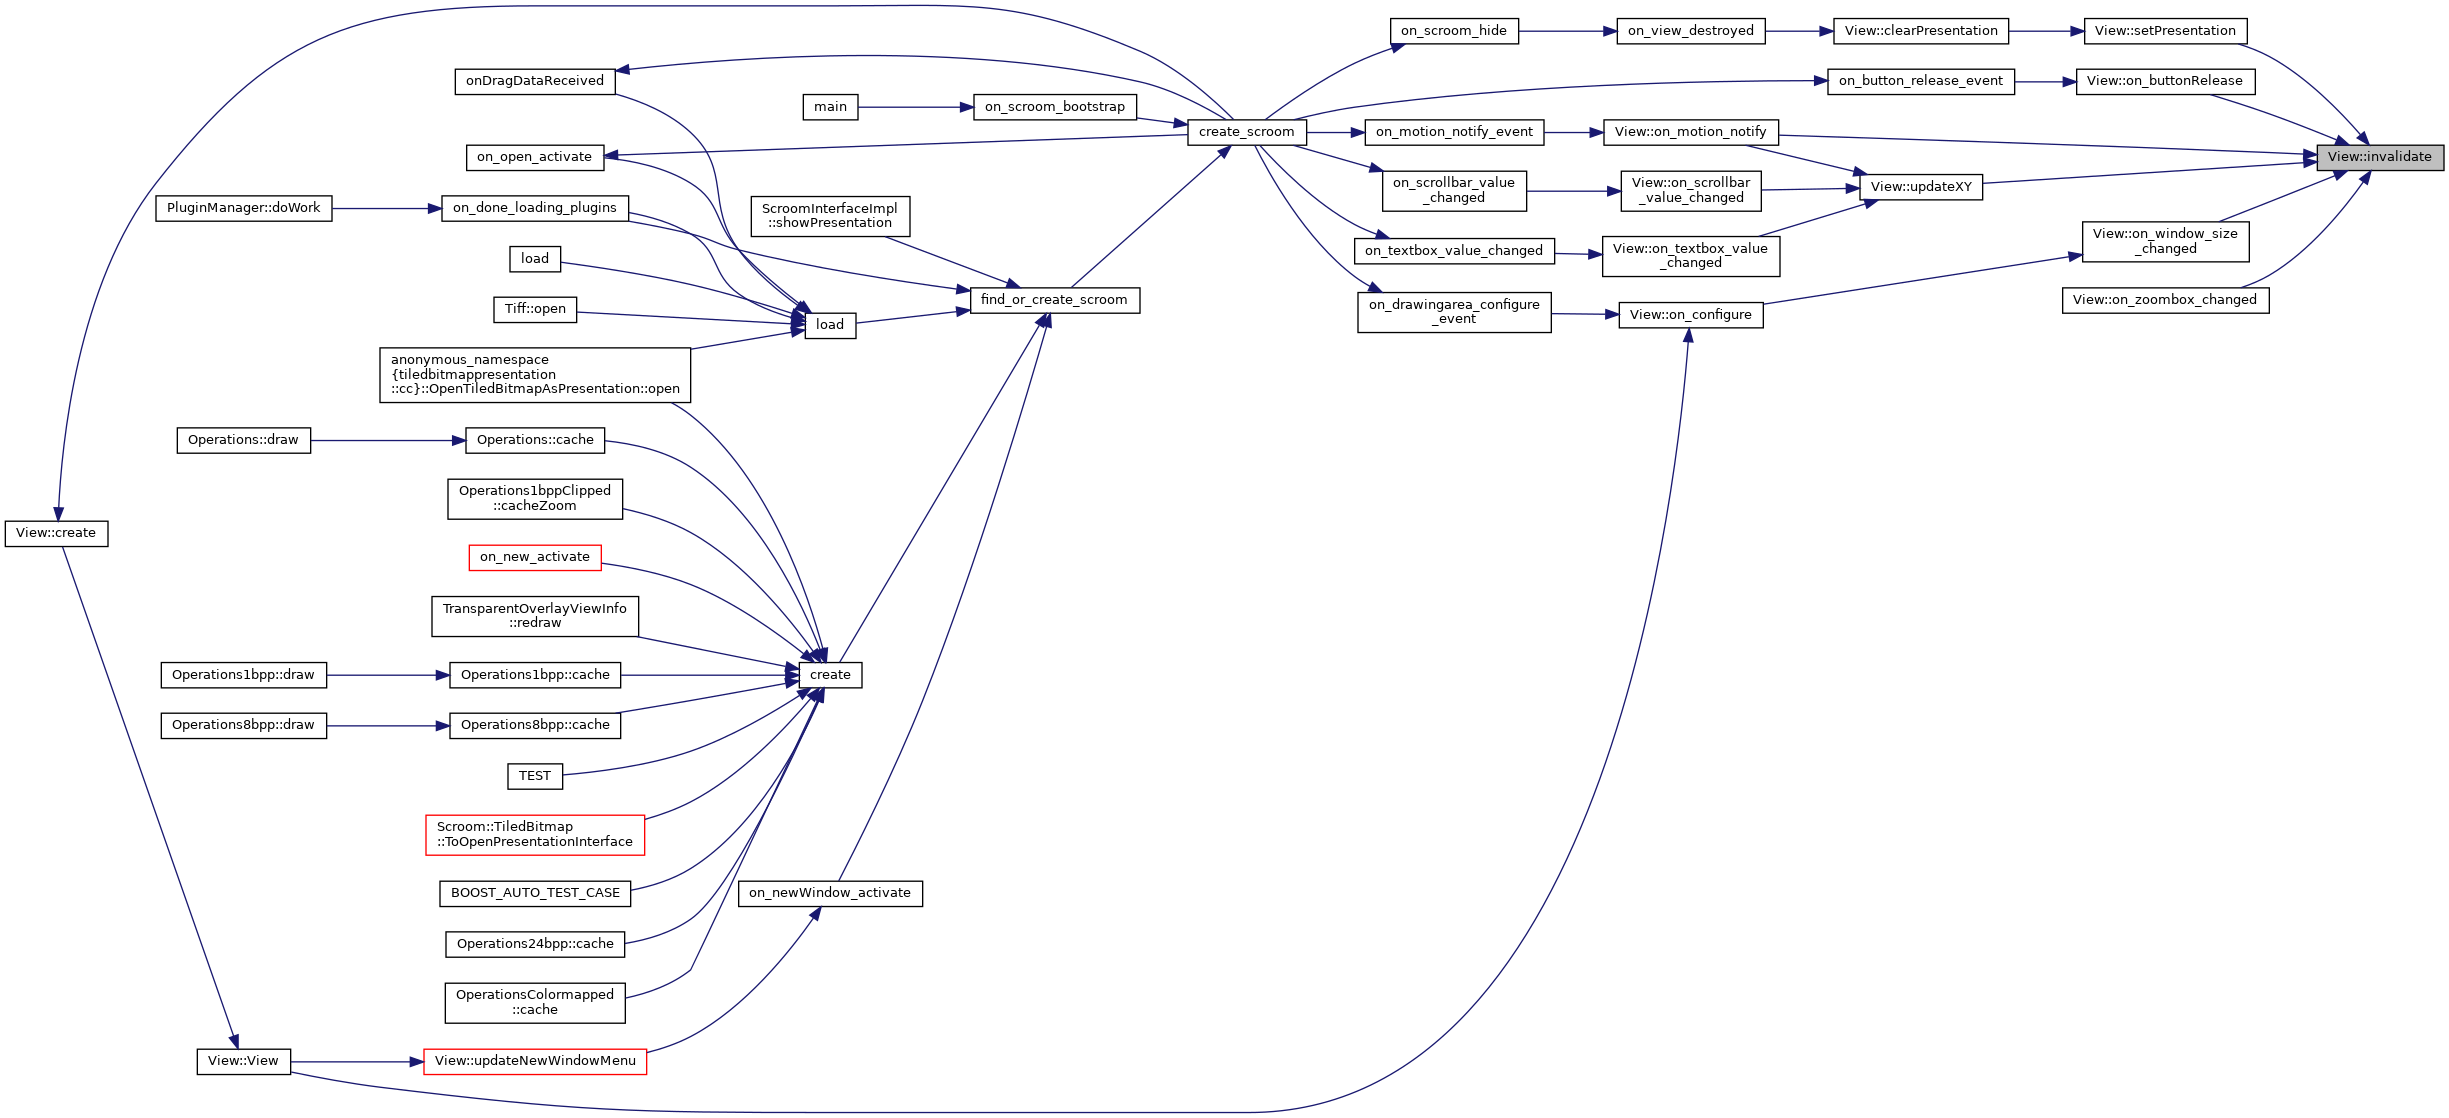 on_scroom_hide
on_view_destroyed
View::clearPresentation
View::setPresentation
onDragDataReceived
on_button_release_event
View::on_buttonRelease
main
on_scroom_bootstrap
create_scroom
on_motion_notify_event
View::on_motion_notify
View::invalidate
on_open_activate
on_scrollbar_value
_changed
View::on_scrollbar
_value_changed
View::updateXY
PluginManager::doWork
on_done_loading_plugins
ScroomInterfaceImpl
::showPresentation
on_textbox_value_changed
View::on_textbox_value
_changed
View::on_window_size
_changed
load
find_or_create_scroom
on_drawingarea_configure
_event
View::on_configure
View::on_zoombox_changed
Tiff::open
load
anonymous_namespace
{tiledbitmappresentation
::cc}::OpenTiledBitmapAsPresentation::open
Operations::draw
Operations::cache
Operations1bppClipped
::cacheZoom
View::create
on_new_activate
TransparentOverlayViewInfo
::redraw
Operations1bpp::draw
Operations1bpp::cache
create
Operations8bpp::draw
Operations8bpp::cache
TEST
Scroom::TiledBitmap
::ToOpenPresentationInterface
BOOST_AUTO_TEST_CASE
on_newWindow_activate
Operations24bpp::cache
OperationsColormapped
::cache
View::View
View::updateNewWindowMenu